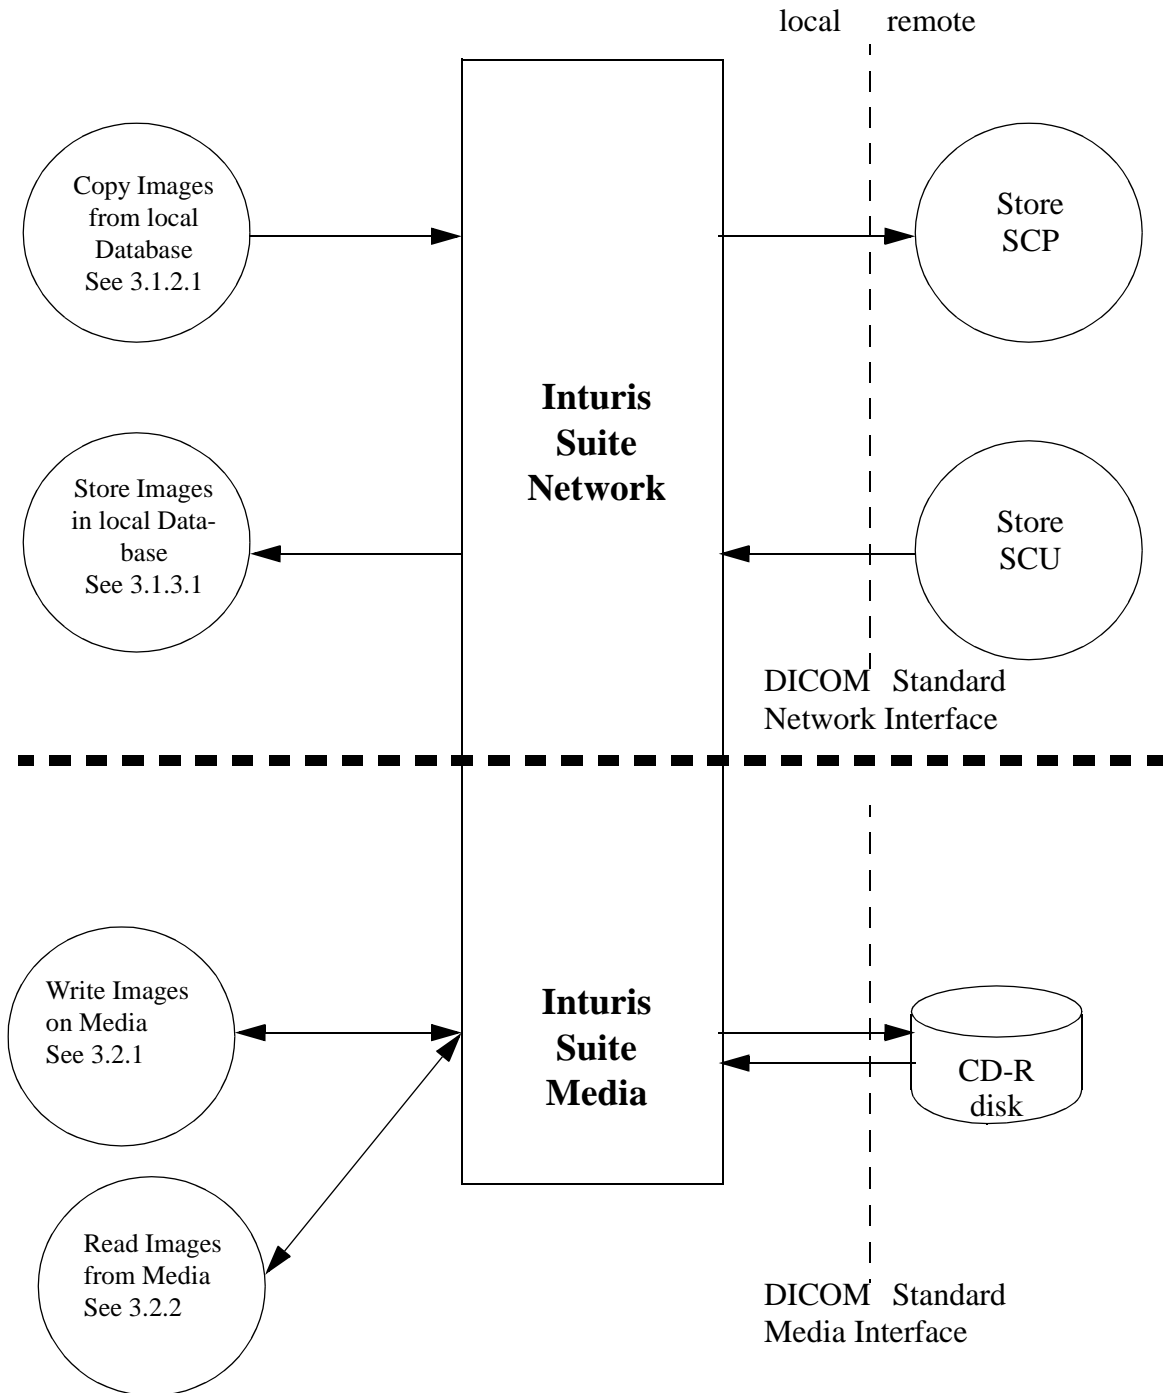 local remote
Copy Images
from local
Database
See 3.1.2.1
Store
SCP
Inturis
Suite
Network
Store Images
in local Data-
base
See 3.1.3.1
Store
SCU
DICOM Standard
Network Interface
Write Images
on Media
See 3.2.1
Inturis
Suite
Media
CD-R
disk
Read Images
from Media
See 3.2.2
DICOM Standard
Media Interface